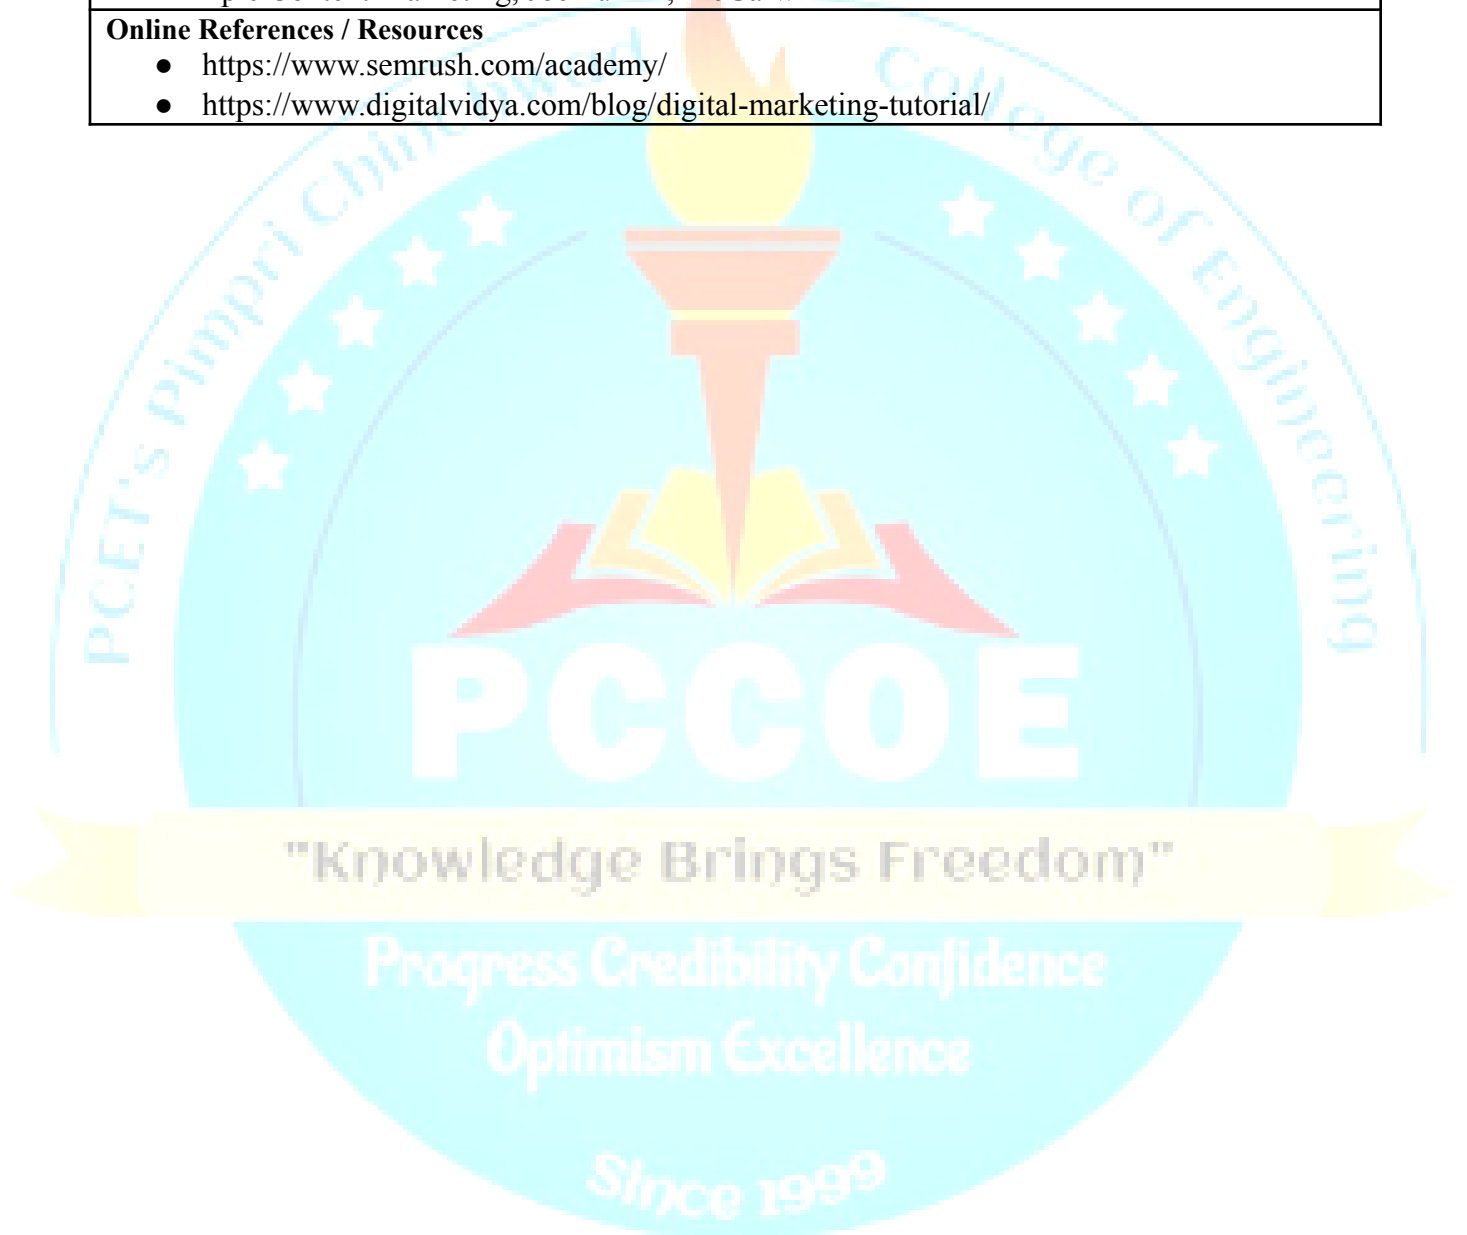 Online References / Resources
● https://www.semrush.com/academy/
● https://www.digitalvidya.com/blog/digital-marketing-tutorial/
PCET's Pimpri Chinchwad College of Engineering
PCCOE
"Knowledge Brings Freedom"
Progress Credibility Confidence
Optimism Excellence
Since 1999